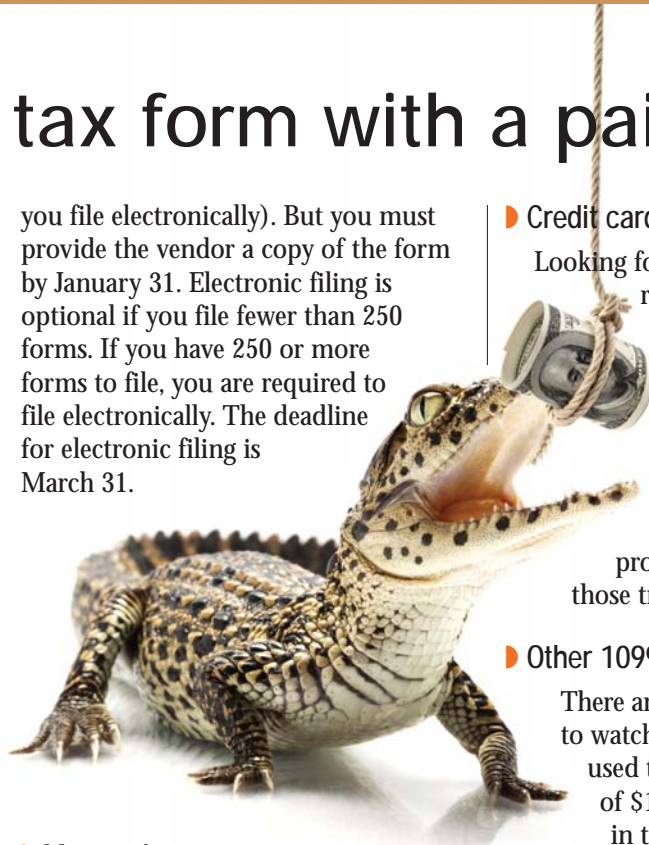 tax form with a pai
you file electronically). But you must
provide the vendor a copy of the form
by January 31. Electronic filing is
optional if you file fewer than 250
forms. If you have 250 or more
forms to file, you are required to
file electronically. The deadline
for electronic filing is
March 31.
Credit card
Looking fo
r
pro
those tr
Other 1099
There ar
to watch
used t
of $1
in t